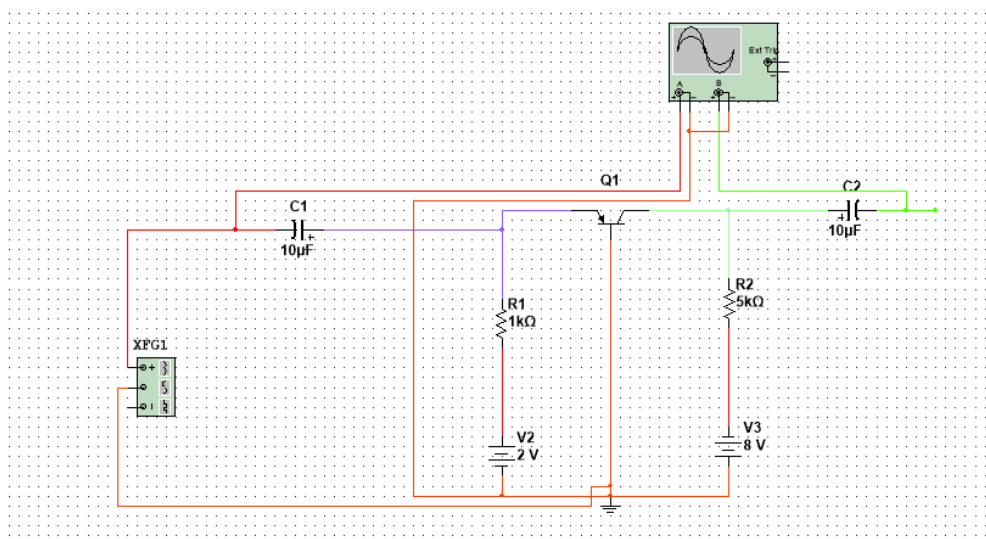 Ext Trig
A
B
Q1
C2
10µF
C1
10µF
R1
1kΩ
R2
5kΩ
XFG1
V2
2 V
V3
8 V